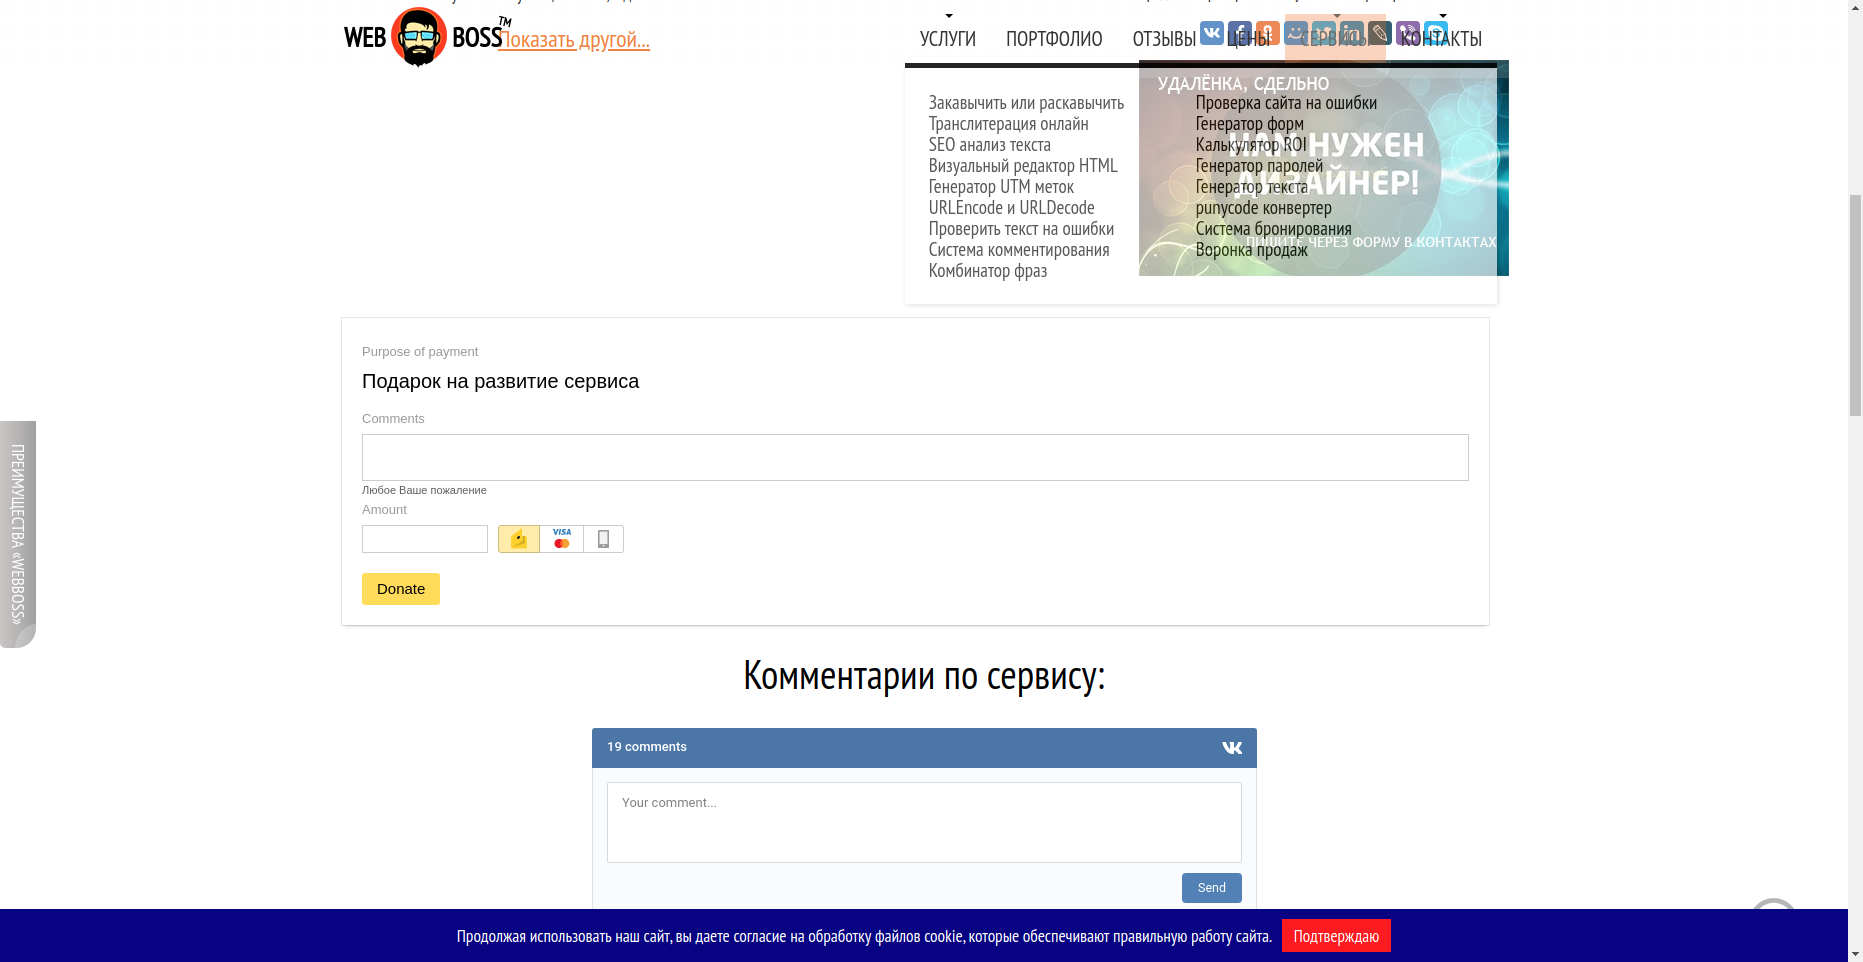 WEB BOSS™
Показать другой...
УСЛУГИ ПОРТФОЛИО ОТЗЫВЫ ЦЕНЫ СЕРВИСЫ КОНТАКТЫ
УДАЛЁНКА, СДЕЛЬНО
Закавычить или раскавычить
Транслитерация онлайн
SEO анализ текста
Визуальный редактор HTML
Генератор UTM меток
URLEncode и URLDecode
Проверить текст на ошибки
Система комментирования
Комбинатор фраз
Проверка сайта на ошибки
Генератор форм
Калькулятор ROI
Генератор паролей
Генератор текста
punycode конвертер
Система бронирования
Воронка продаж
НАМ НУЖЕН
ДИЗАЙНЕР!
ПИШИТЕ ЧЕРЕЗ ФОРМУ В КОНТАКТАХ
Purpose of payment
Подарок на развитие сервиса
Comments
Любое Ваше пожаление
Amount
VISA
Donate
ПРЕИМУЩЕСТВА «WEBBOSS»
Комментарии по сервису:
19 comments
Your comment...
Send
Продолжая использовать наш сайт, вы даете согласие на обработку файлов cookie, которые обеспечивают правильную работу сайта. Подтверждаю